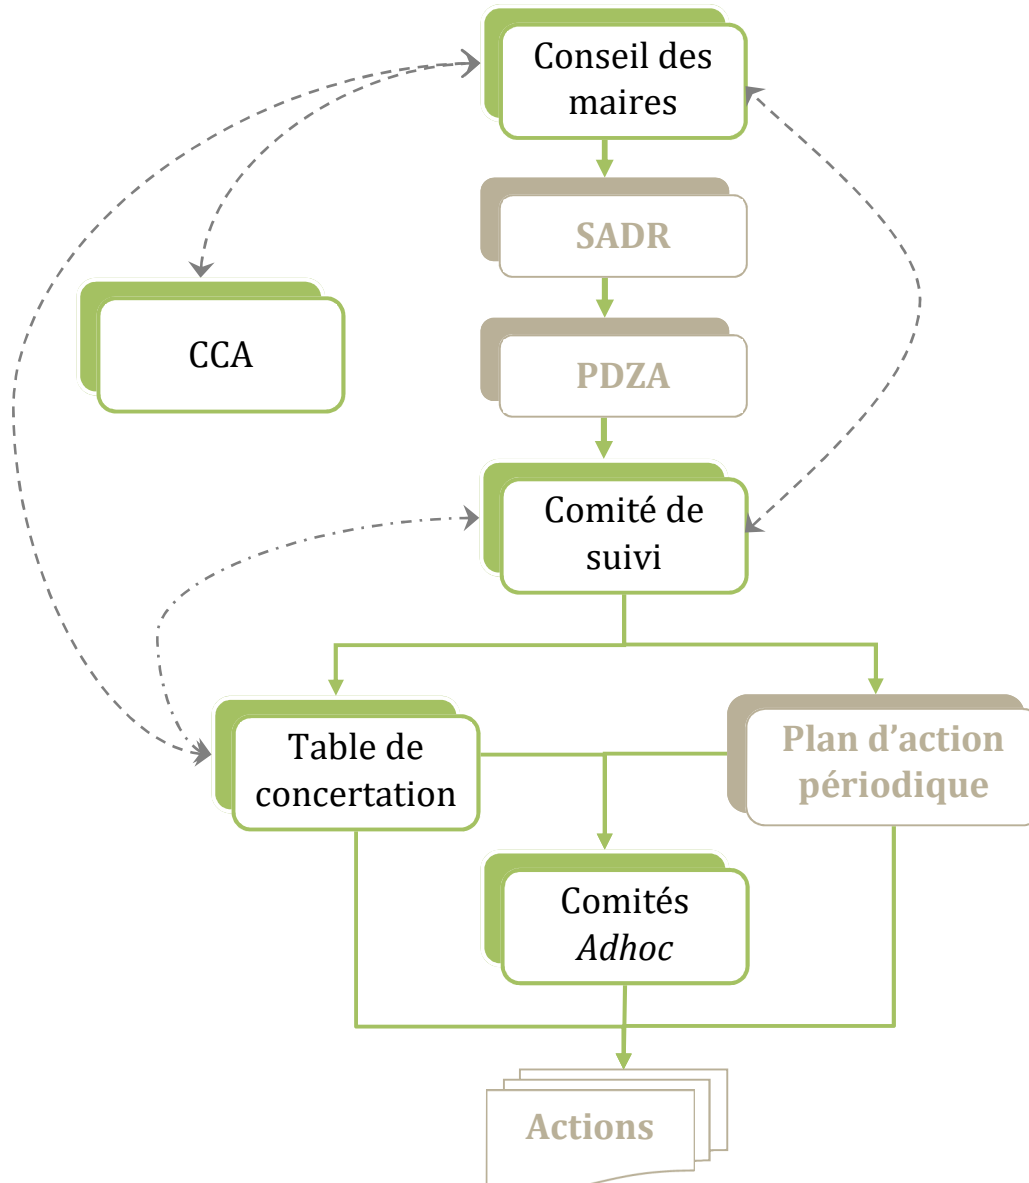 Conseil des
maires
SADR
CCA
PDZA
Comité de
suivi
Table de
concertation
Plan d’action
périodique
Comités
Adhoc
Actions